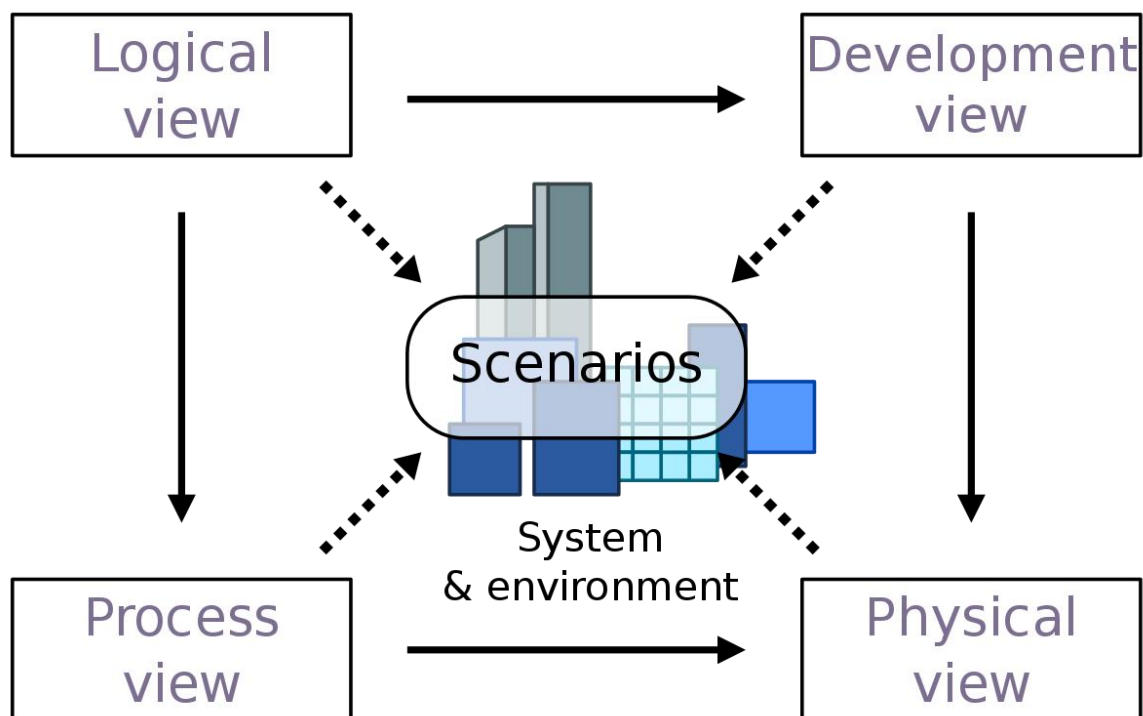 Logical
view
Development
view
Scenarios
System
& environment
Process
view
Physical
view